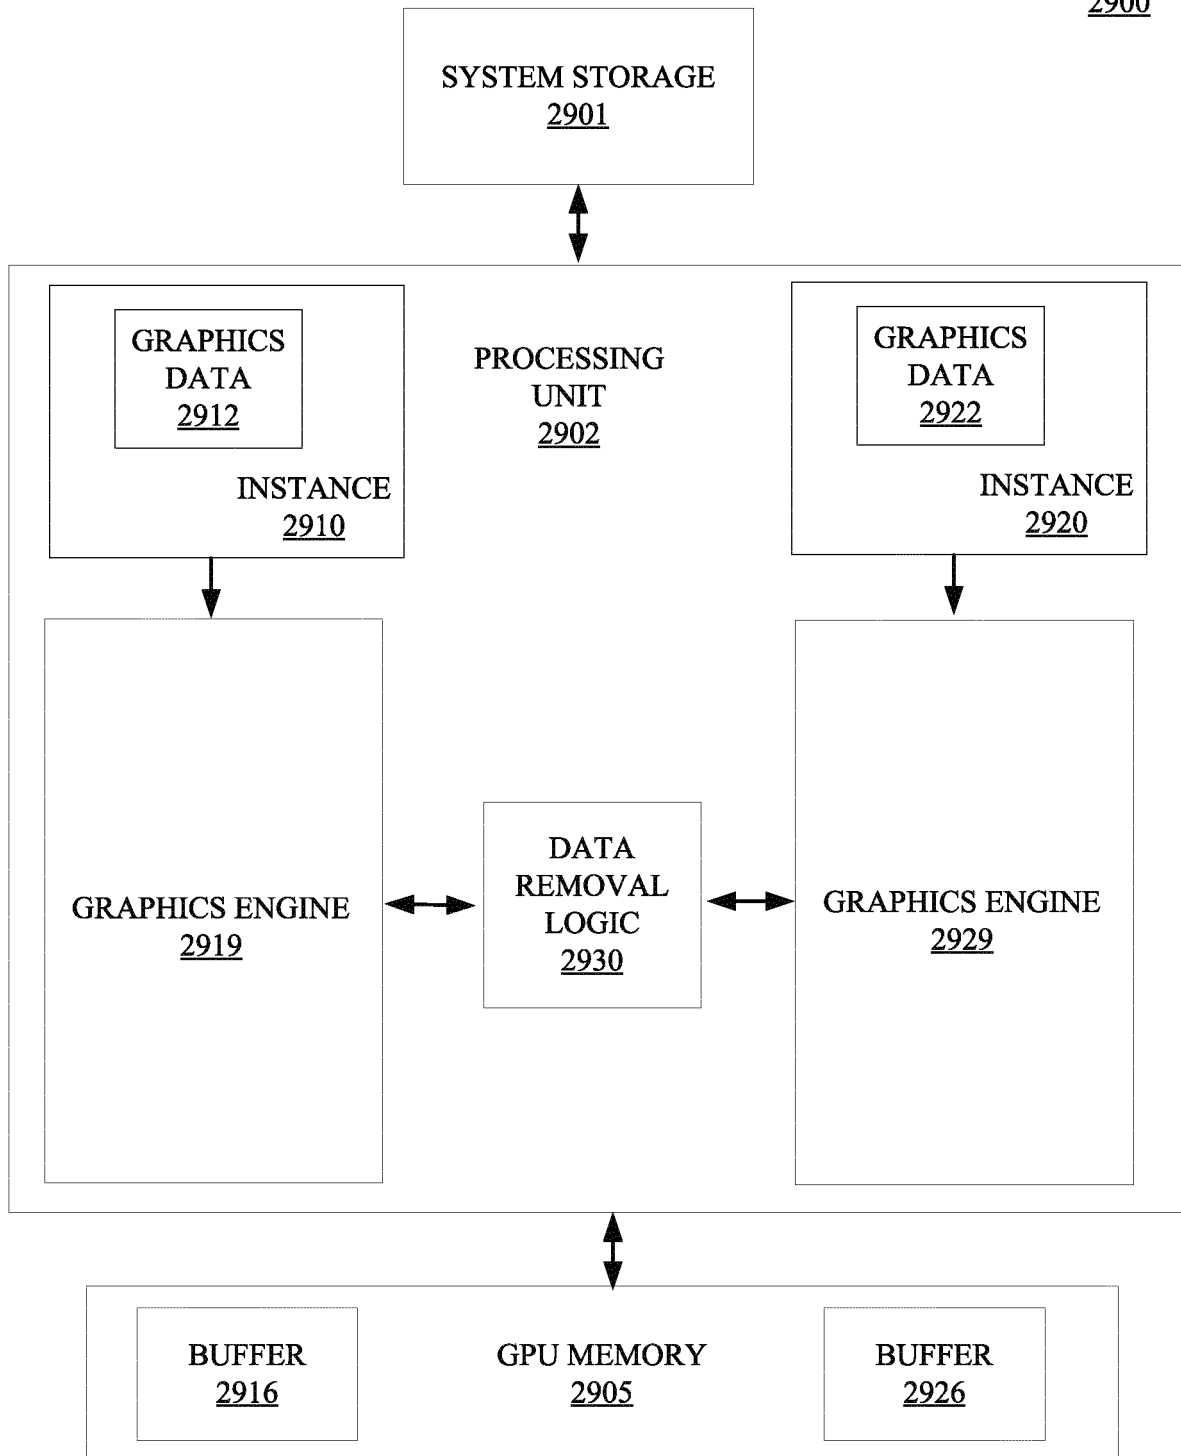 2900
SYSTEM STORAGE
2901
GRAPHICS
DATA
2912
INSTANCE
2910
PROCESSING
UNIT
2902
GRAPHICS
DATA
2922
INSTANCE
2920
GRAPHICS ENGINE
2919
DATA
REMOVAL
LOGIC
2930
GRAPHICS ENGINE
2929
BUFFER
2916
GPU MEMORY
2905
BUFFER
2926